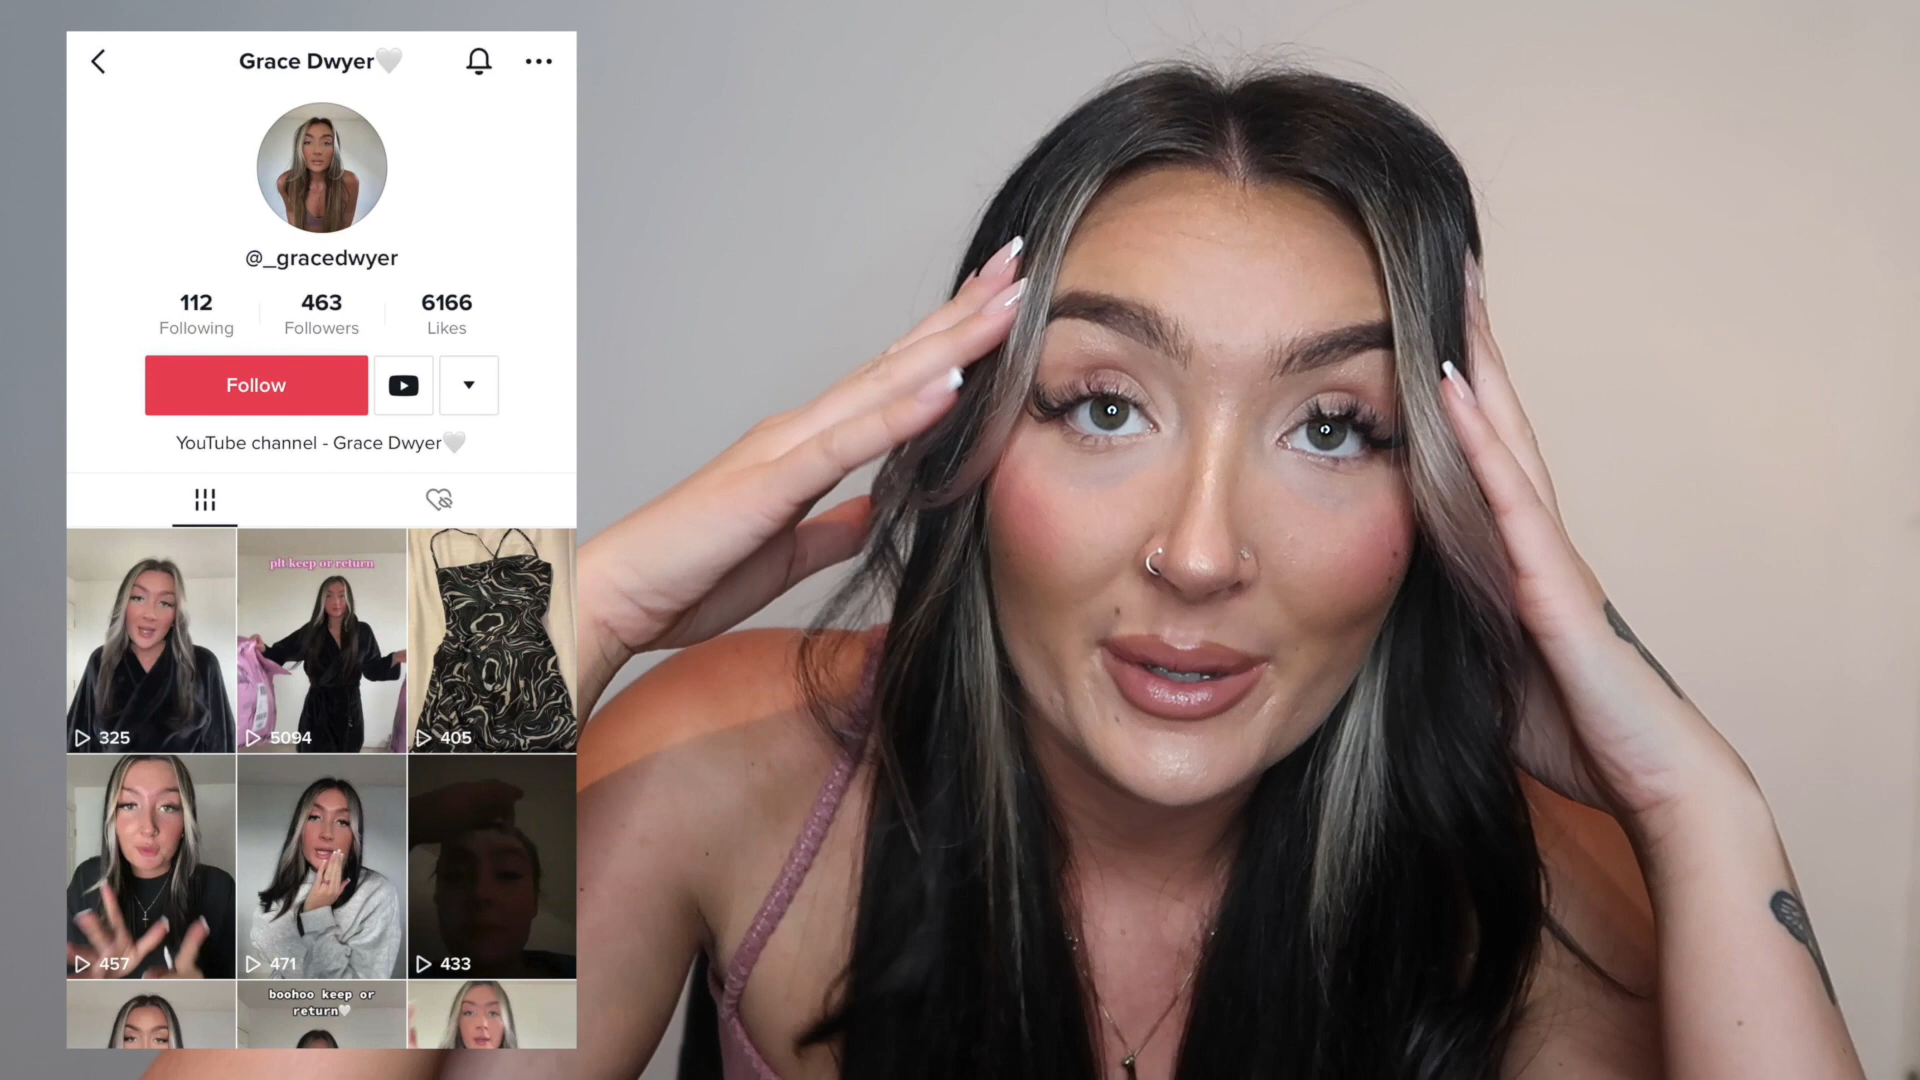 Grace Dwyer🤍
@_gracedwyer
112 463 6166
Following Followers Likes
Follow
YouTube channel - Grace Dwyer🤍
plt keep or return
325 5094 405
457 471 433
boohoo keep or
return🤍